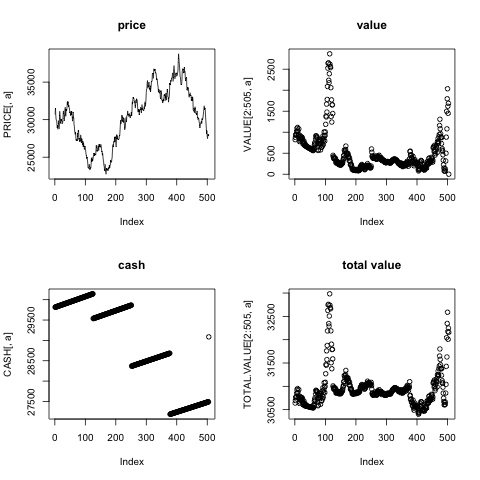 price
PRICE[, a]
35000
30000
25000
0 100 200 300 400 500
Index
value
VALUE[2:505, a]
2500
1500
500
0
0 100 200 300 400 500
Index
cash
CASH[, a]
29500
28500
27500
0 100 200 300 400 500
Index
total value
TOTAL.VALUE[2:505, a]
32500
31500
30500
0 100 200 300 400 500
Index